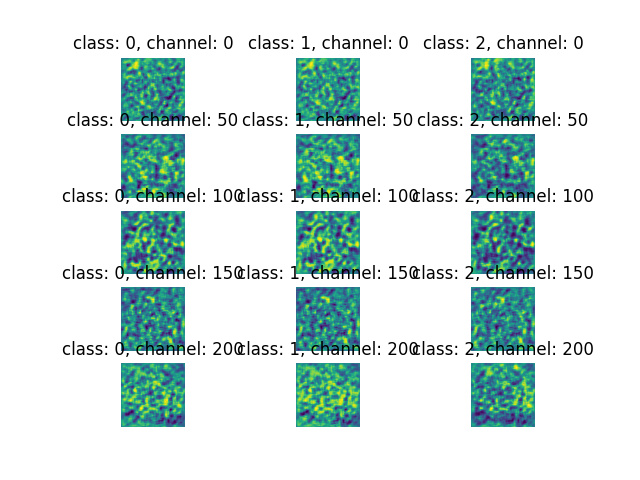 class: 0, channel: 0 class: 1, channel: 0 class: 2, channel: 0
class: 0, channel: 50 class: 1, channel: 50 class: 2, channel: 50
class: 0, channel: 100 class: 1, channel: 100 class: 2, channel: 100
class: 0, channel: 150 class: 1, channel: 150 class: 2, channel: 150
class: 0, channel: 200 class: 1, channel: 200 class: 2, channel: 200